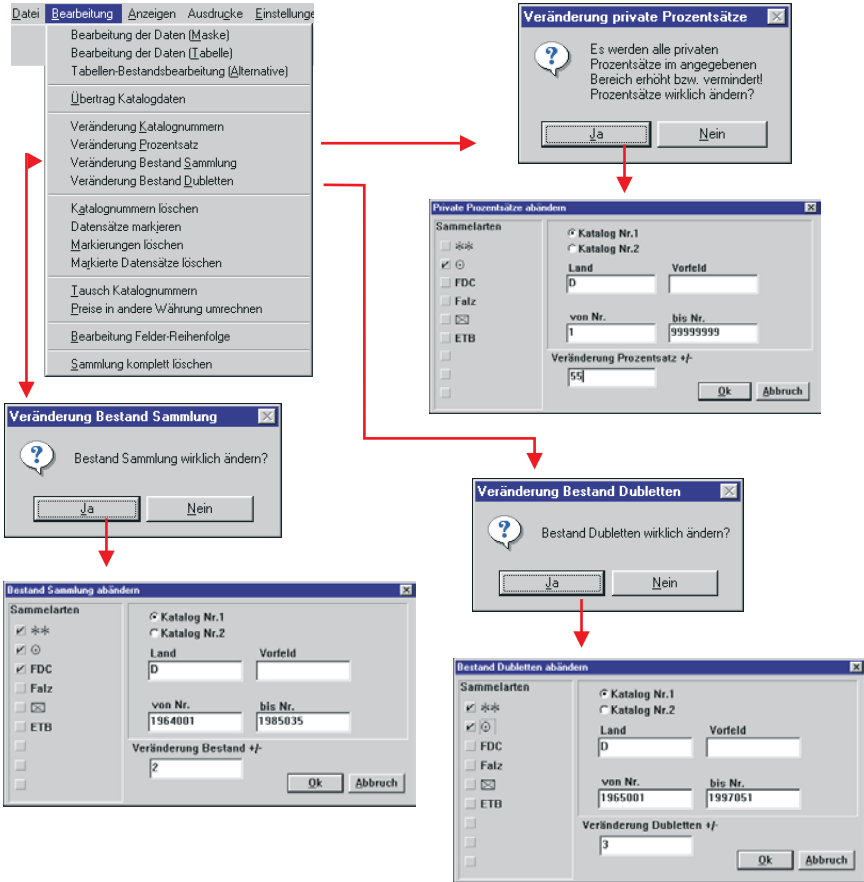 Datei Bearbeitung Anzeigen Ausdrucke Einstellunge
Bearbeitung der Daten (Maske)
Bearbeitung der Daten (Tabelle)
Tabellen-Bestandsbearbeitung (Alternative)
Übertrag Katalogdaten
Veränderung Katalognummern
Veränderung Prozentsatz
Veränderung Bestand Sammlung
Veränderung Bestand Dubletten
Katalognummern löschen
Datensätze markieren
Markierungen löschen
Markierte Datensätze löschen
Tausch Katalognummern
Preise in andere Währung umrechnen
Bearbeitung Felder-Reihenfolge
Sammlung komplett löschen
Veränderung private Prozentsätze
Es werden alle privaten
Prozentsätze im angegebenen
Bereich erhöht bzw. vermindert!
Prozentsätze wirklich ändern?
Ja Nein
Private Prozentsätze abändern
Sammelarten
**
FDC
Falz
ETB
Katalog Nr.1
Katalog Nr.2
Land Vorfeld
D
von Nr. bis Nr.
1 99999999
Veränderung Prozentsatz +/-
55
Ok Abbruch
Veränderung Bestand Sammlung
Bestand Sammlung wirklich ändern?
Ja Nein
Bestand Sammlung abändern
Sammelarten
**
FDC
Falz
ETB
Katalog Nr.1
Katalog Nr.2
Land Vorfeld
D
von Nr. bis Nr.
1964001 1985035
Veränderung Bestand +/-
2
Ok Abbruch
Veränderung Bestand Dubletten
Bestand Dubletten wirklich ändern?
Ja Nein
Bestand Dubletten abändern
Sammelarten
**
FDC
Falz
ETB
Katalog Nr.1
Katalog Nr.2
Land Vorfeld
D
von Nr. bis Nr.
1965001 1997051
Veränderung Dubletten +/-
3
Ok Abbruch